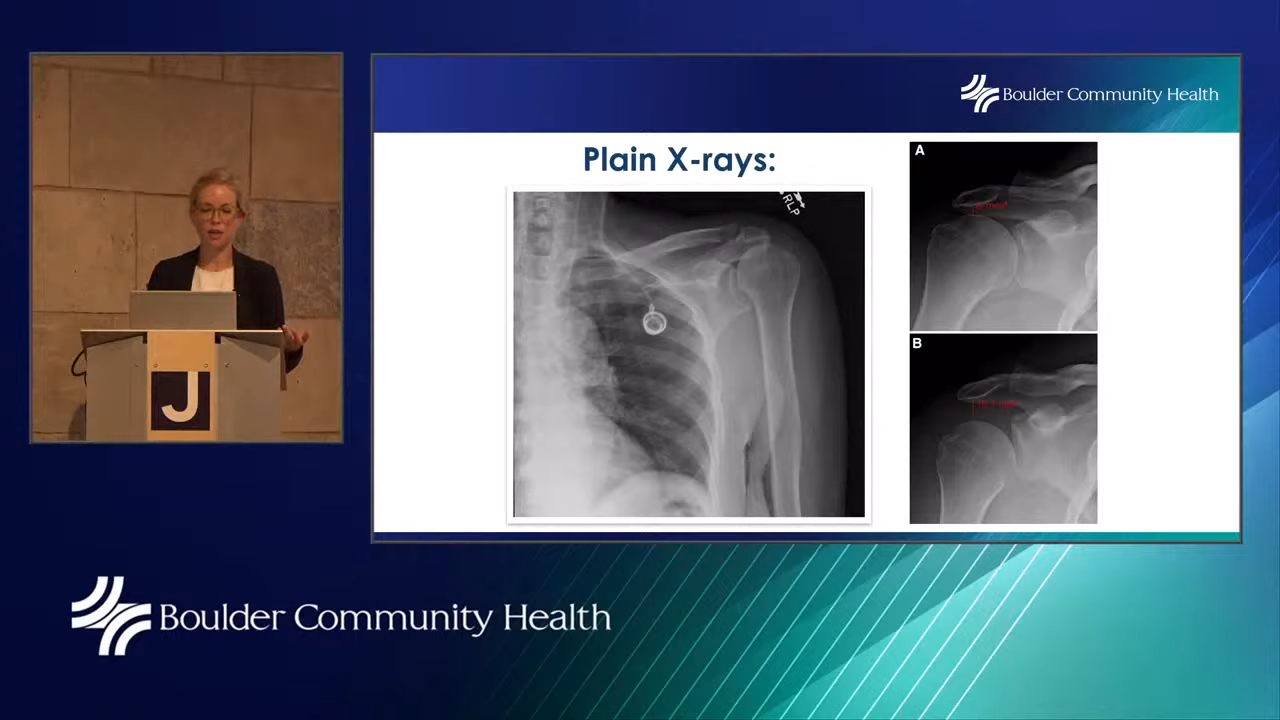 Boulder Community Health
Plain X-rays:
RLP
A
B
J
Boulder Community Health